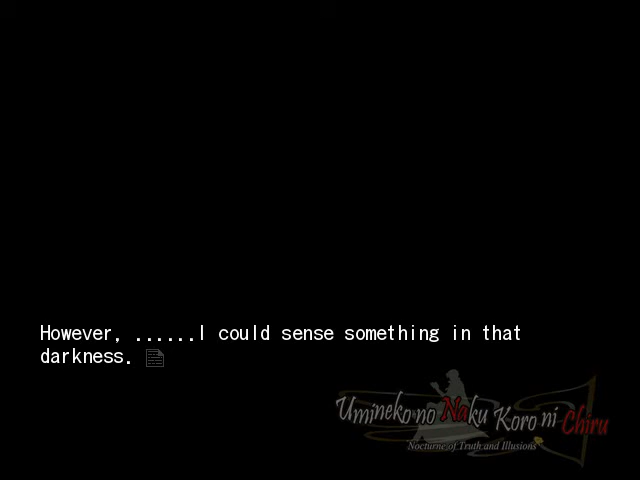 However, ......I could sense something in that
darkness.
Umineko no Naku Koro ni Chiru
Nocturne of Truth and Illusions